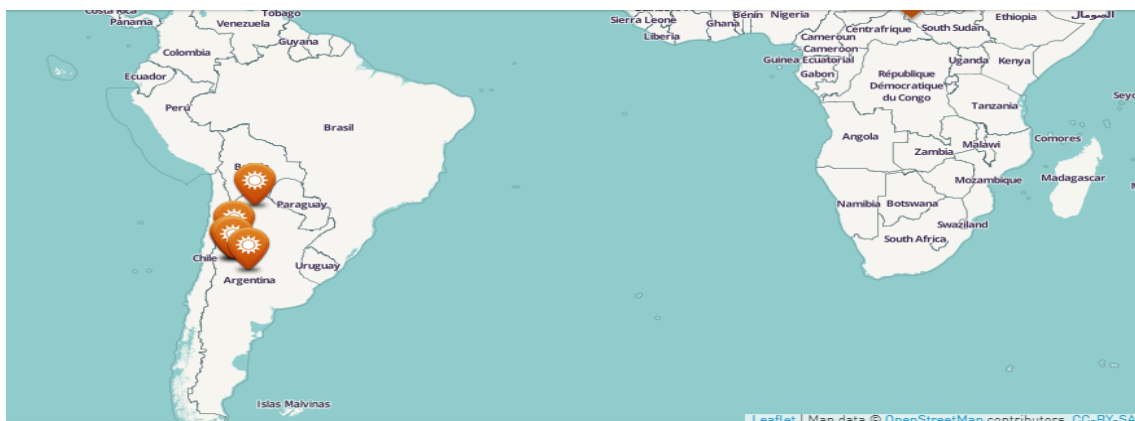 Costa Rica
Panama
Tobago
Venezuela
Guyana
Colombia
Ecuador
Perú
Brasil
Paraguay
Chile
Uruguay
Argentina
Islas Malvinas
Sierra Leone
Liberia
Ghana
Bénin
Nigeria
Centrafrique
South Sudan
Ethiopia
الصومال
Cameroun
Cameroon
Guinea Ecuatorial
Gabon
Uganda
Kenya
République
Démocratique
du Congo
Tanzania
Angola
Zambia
Malawi
Comores
Mozambique
Madagascar
Namibia
Botswana
Swaziland
South Africa
Leaflet | Map data © OpenStreetMap contributors, CC-BY-SA